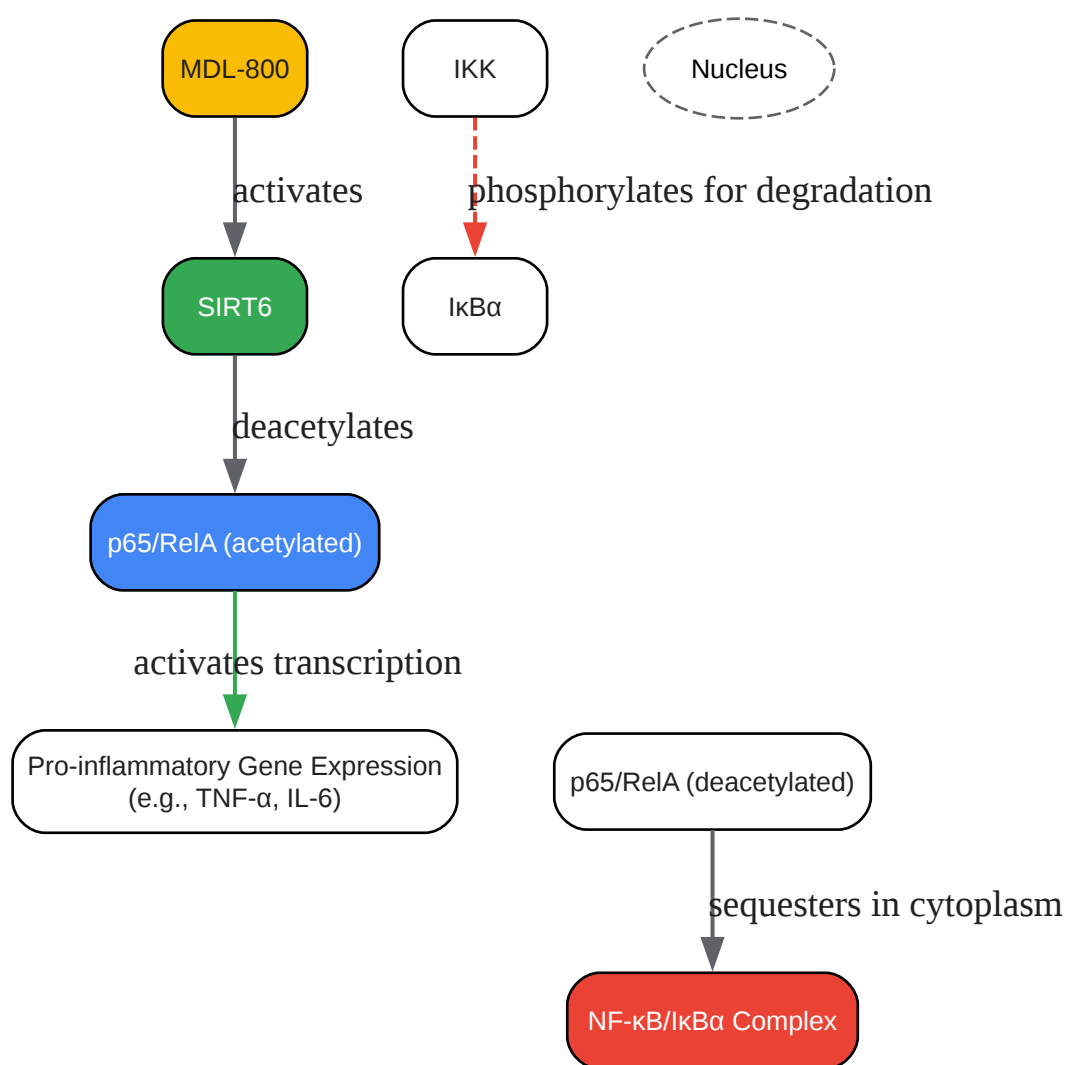 MDL-800
IKK
Nucleus
activates
phosphorylates for degradation
SIRT6
IκBα
deacetylates
p65/RelA (acetylated)
activates transcription
Pro-inflammatory Gene Expression
(e.g., TNF-α, IL-6)
p65/RelA (deacetylated)
sequesters in cytoplasm
NF-κB/IκBα Complex